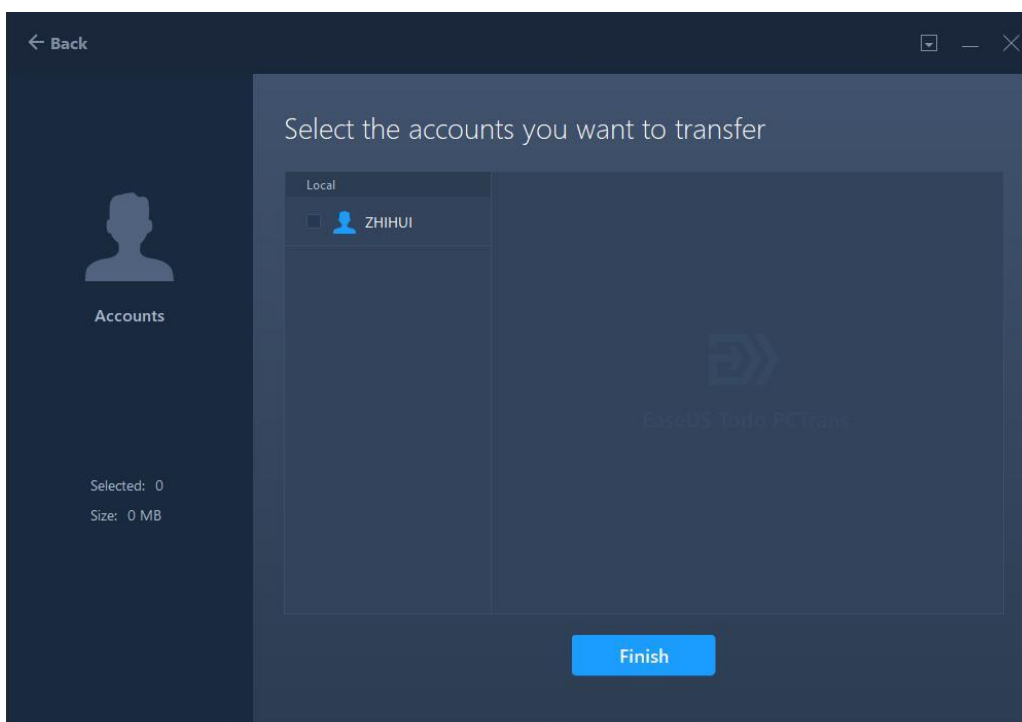 Back
Select the accounts you want to transfer
Local
ZHIHUI
Accounts
EaseUS Todo PCTrans
Selected: 0
Size: 0 MB
Finish